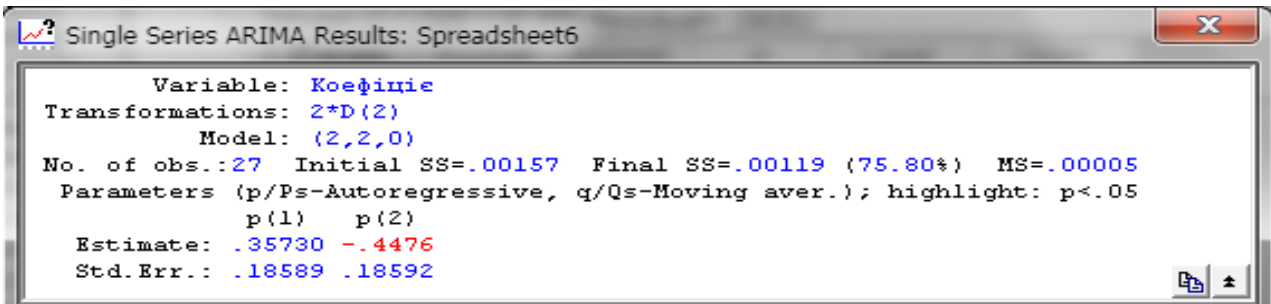 Single Series ARIMA Results: Spreadsheet6
Variable: Коефіціє
Transformations: 2*D(2)
Model: (2,2,0)
No. of obs.:27 Initial SS=.00157 Final SS=.00119 (75.80%) MS=.00005
Parameters (p/Ps-Autoregressive, q/Qs-Moving aver.); highlight: p<.05
p(1) p(2)
Estimate: .35730 -.4476
Std.Err.: .18589 .18592